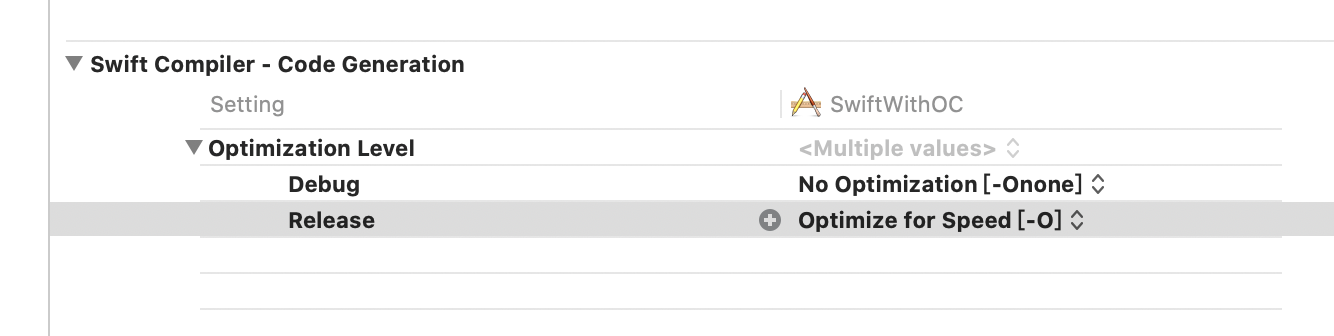 Swift Compiler - Code Generation
Setting SwiftWithOC
Optimization Level <Multiple values>
Debug No Optimization [-Onone]
Release Optimize for Speed [-O]